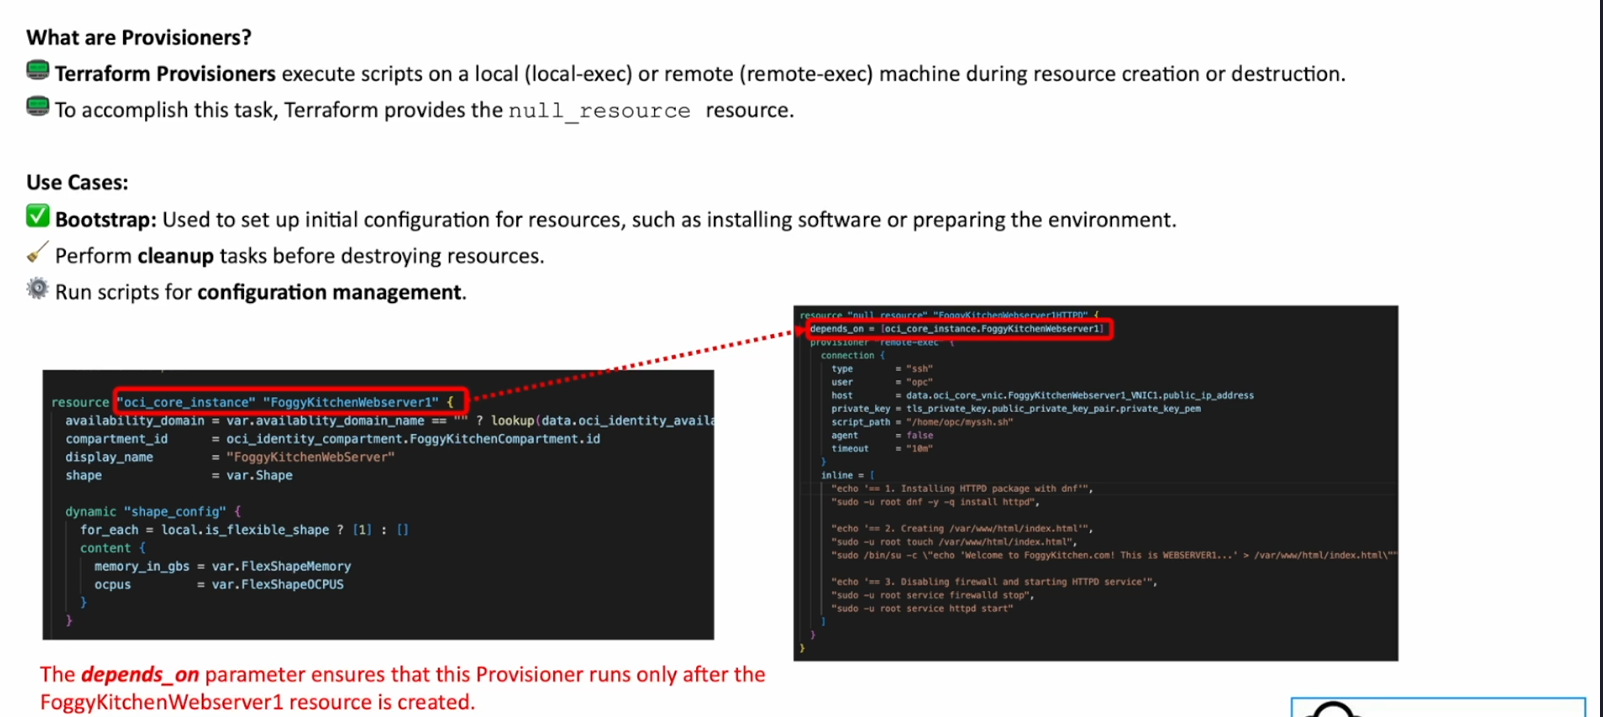 What are Provisioners?
Terraform Provisioners execute scripts on a local (local-exec) or remote (remote-exec) machine during resource creation or destruction.
To accomplish this task, Terraform provides the null_resource resource.
Use Cases:
Bootstrap: Used to set up initial configuration for resources, such as installing software or preparing the environment.
Perform cleanup tasks before destroying resources.
Run scripts for configuration management.
resource "oci_core_instance" "FoggyKitchenWebserver1" {
availability_domain = var.availablity_domain_name == "" ? lookup(data.oci_identity_availa
compartment_id = oci_identity_compartment.FoggyKitchenCompartment.id
display_name = "FoggyKitchenWebServer"
shape = var.Shape
dynamic "shape_config" {
for_each = local.is_flexible_shape ? [1] : []
content {
memory_in_gbs = var.FlexShapeMemory
ocpus = var.FlexShapeOCPUS
}
}
The depends_on parameter ensures that this Provisioner runs only after the
FoggyKitchenWebserver1 resource is created.
resource "null_resource" "FoggyKitchenWebserver1HTTPD" {
depends_on = [oci_core_instance.FoggyKitchenWebserver1]
provisioner "remote-exec" {
connection {
type = "ssh"
user = "opc"
host = data.oci_core_vnic.FoggyKitchenWebserver1_VNIC1.public_ip_address
private_key = tls_private_key.public_private_key_pair.private_key_pem
script_path = "/home/opc/myssh.sh"
agent = false
timeout = "10m"
}
inline = [
"echo '== 1. Installing HTTPD package with dnf'",
"sudo -u root dnf -y -q install httpd",
"echo '== 2. Creating /var/www/html/index.html'",
"sudo -u root touch /var/www/html/index.html",
"sudo /bin/su -c \"echo 'Welcome to FoggyKitchen.com! This is WEBSERVER1...' > /var/www/html/index.html\""
"echo '== 3. Disabling firewall and starting HTTPD service'",
"sudo -u root service firewalld stop",
"sudo -u root service httpd start"
]
}
}